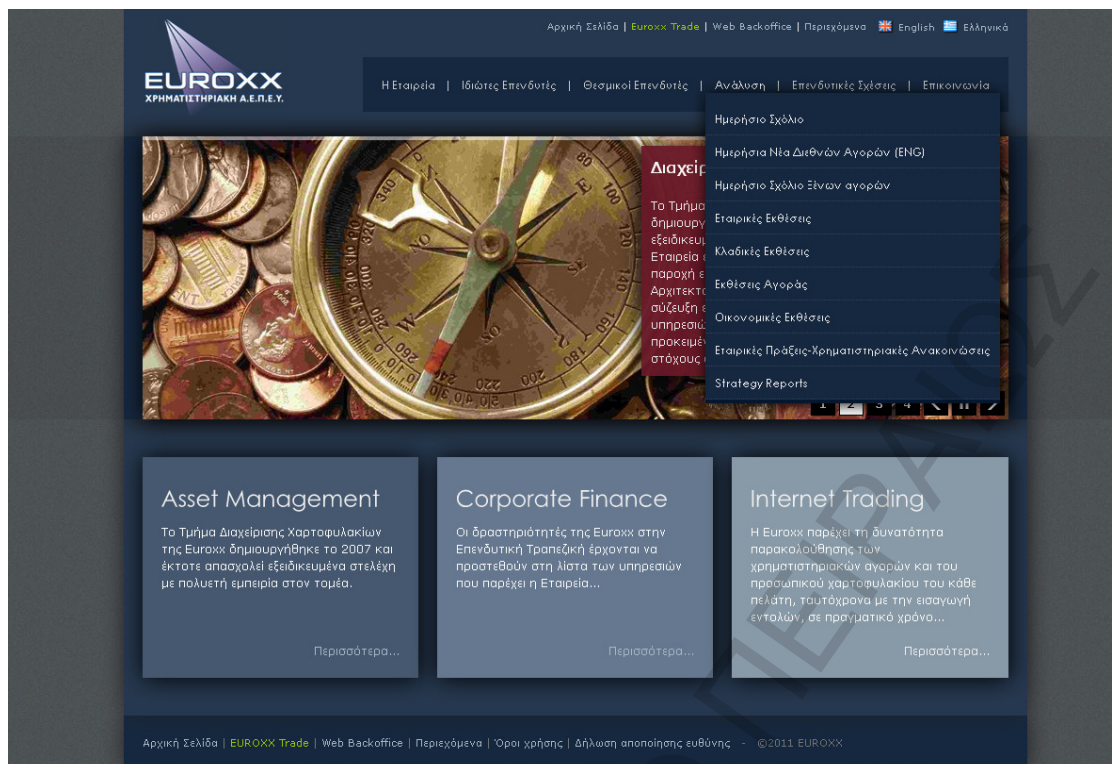 Αρχική Σελίδα | Euroxx Trade | Web Backoffice | Περιεχόμενα English Ελληνικά
EUROXX
ΧΡΗΜΑΤΙΣΤΗΡΙΑΚΗ Α.Ε.Π.Ε.Υ.
Η Εταιρεία | Ιδιώτες Επενδυτές | Θεσμικοί Επενδυτές | Ανάλυση | Επενδυτικές Σχέσεις | Επικοινωνία
Ημερήσιο Σχόλιο
Ημερήσια Νέα Διεθνών Αγορών (ENG)
Ημερήσιο Σχόλιο Ξένων αγορών
Εταιρικές Εκθέσεις
Κλαδικές Εκθέσεις
Εκθέσεις Αγοράς
Οικονομικές Εκθέσεις
Εταιρικές Πράξεις-Χρηματιστηριακές Ανακοινώσεις
Strategy Reports
Το Τμήμα
παροχή
σύζευξη
στόχους
1 2 3 4
Asset Management
Το Τμήμα Διαχείρισης Χαρτοφυλακίων
της Euroxx δημιουργήθηκε το 2007 και
έκτοτε απασχολεί εξειδικευμένα στελέχη
με πολυετή εμπειρία στον τομέα.
Περισσότερα...
Corporate Finance
Οι δραστηριότητές της Euroxx στην
Επενδυτική Τραπεζική έρχονται να
προστεθούν στη λίστα των υπηρεσιών
που παρέχει η Εταιρεία...
Περισσότερα...
Internet Trading
Η Euroxx παρέχει τη δυνατότητα
παρακολούθησης των
χρηματιστηριακών αγορών και του
προσωπικού χαρτοφυλακίου του κάθε
πελάτη, ταυτόχρονα με την εισαγωγή
εντολών, σε πραγματικό χρόνο...
Περισσότερα...
Αρχική Σελίδα | EUROXX Trade | Web Backoffice | Περιεχόμενα | Όροι χρήσης | Δήλωση αποποίησης ευθύνης - ©2011 EUROXX